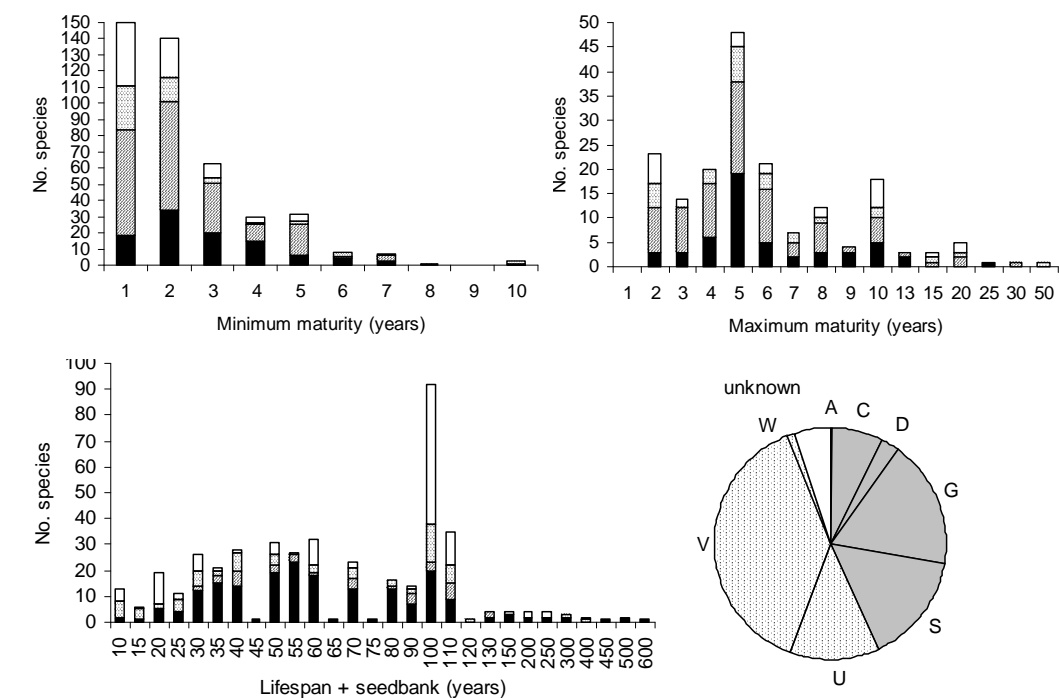 150
140
130
120
110
100
90
80
70
60
50
40
30
20
10
0
No. species
1 2 3 4 5 6 7 8 9 10
Minimum maturity (years)
50
45
40
35
30
25
20
15
10
5
0
No. species
1 2 3 4 5 6 7 8 9 10 13 15 20 25 30 50
Maximum maturity (years)
100
90
80
70
60
50
40
30
20
10
0
No. species
10 15 20 25 30 35 40 45 50 55 60 65 70 75 80 90 100 110 120 130 150 200 250 300 400 450 500 600
Lifespan + seedbank (years)
unknown
A
C
D
G
S
U
V
W